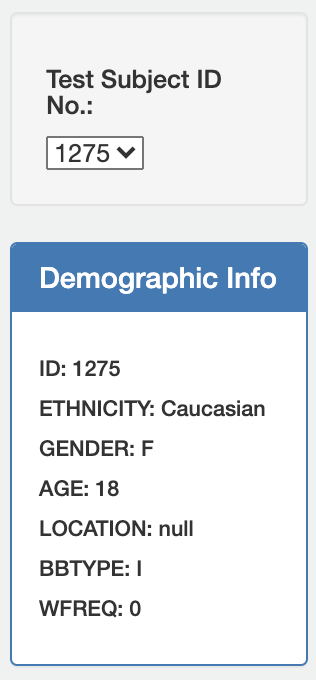 Test Subject ID
No.:
1275
Demographic Info
ID: 1275
ETHNICITY: Caucasian
GENDER: F
AGE: 18
LOCATION: null
BBTYPE: I
WFREQ: 0